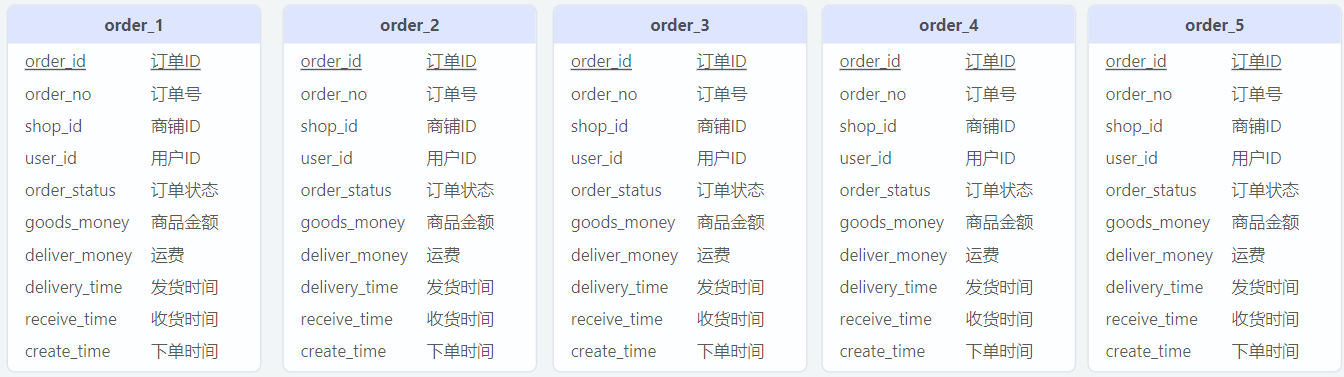 order_1
order_id 订单ID
order_no 订单号
shop_id 商铺ID
user_id 用户ID
order_status 订单状态
goods_money 商品金额
deliver_money 运费
delivery_time 发货时间
receive_time 收货时间
create_time 下单时间
order_2
order_id 订单ID
order_no 订单号
shop_id 商铺ID
user_id 用户ID
order_status 订单状态
goods_money 商品金额
deliver_money 运费
delivery_time 发货时间
receive_time 收货时间
create_time 下单时间
order_3
order_id 订单ID
order_no 订单号
shop_id 商铺ID
user_id 用户ID
order_status 订单状态
goods_money 商品金额
deliver_money 运费
delivery_time 发货时间
receive_time 收货时间
create_time 下单时间
order_4
order_id 订单ID
order_no 订单号
shop_id 商铺ID
user_id 用户ID
order_status 订单状态
goods_money 商品金额
deliver_money 运费
delivery_time 发货时间
receive_time 收货时间
create_time 下单时间
order_5
order_id 订单ID
order_no 订单号
shop_id 商铺ID
user_id 用户ID
order_status 订单状态
goods_money 商品金额
deliver_money 运费
delivery_time 发货时间
receive_time 收货时间
create_time 下单时间